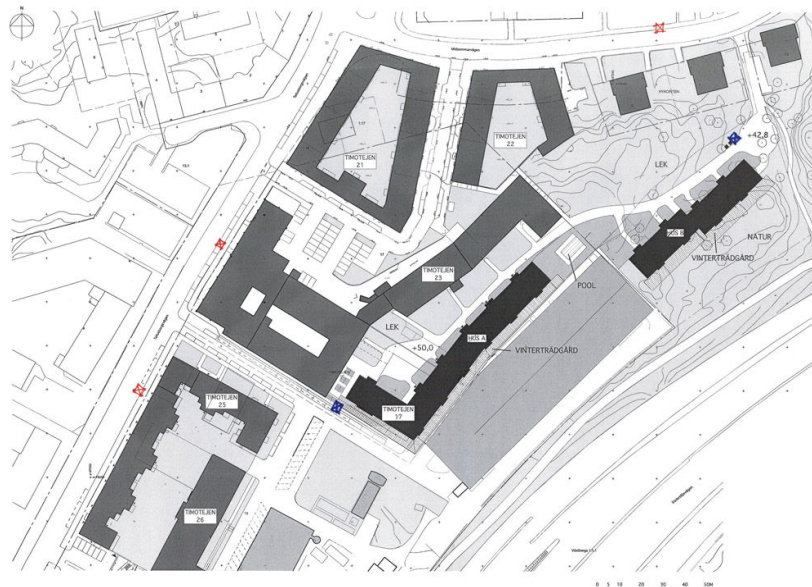 N
TIMOTEJEN
21
TIMOTEJEN
22
+42,8
LEK
HUS B
NATUR
VINTERTRÄDGÅRD
TIMOTEJEN
23
POOL
LEK
HUS A
+50,0
VINTERTRÄDGÅRD
TIMOTEJEN
17
TIMOTEJEN
25
TIMOTEJEN
26
0 5 10 20 30 40 50M